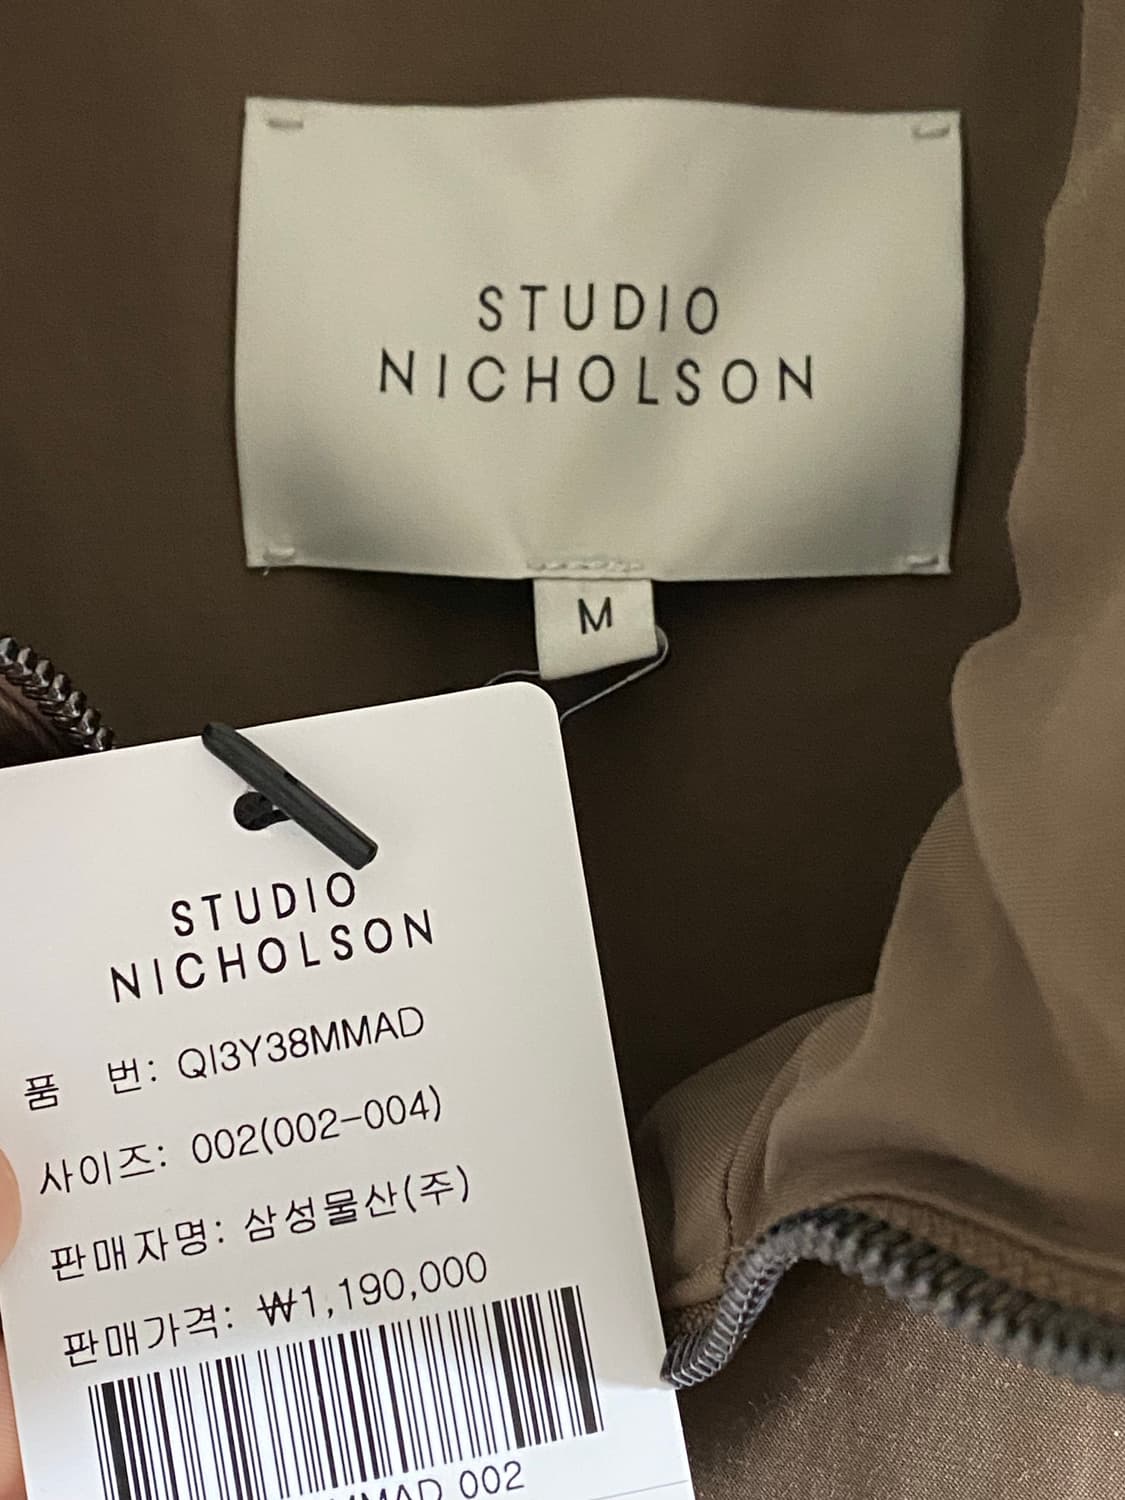 STUDIO
NICHOLSON
M
STUDIO
NICHOLSON
품 번: QI3Y38MMAD
사이즈: 002(002-004)
판매자명: 삼성물산(주)
판매가격: ₩1,190,000
002